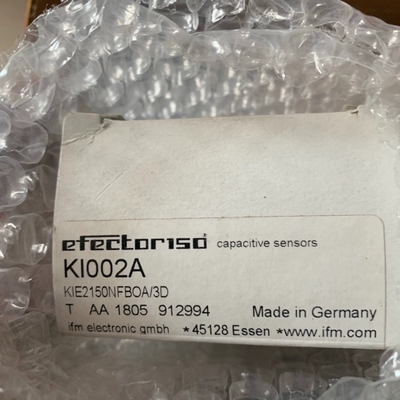 efector150 capacitive sensors
KI002A
KIE2150NFBOA/3D
T AA 1805 912994 Made in Germany
ifm electronic gmbh * 45128 Essen * www.ifm.com